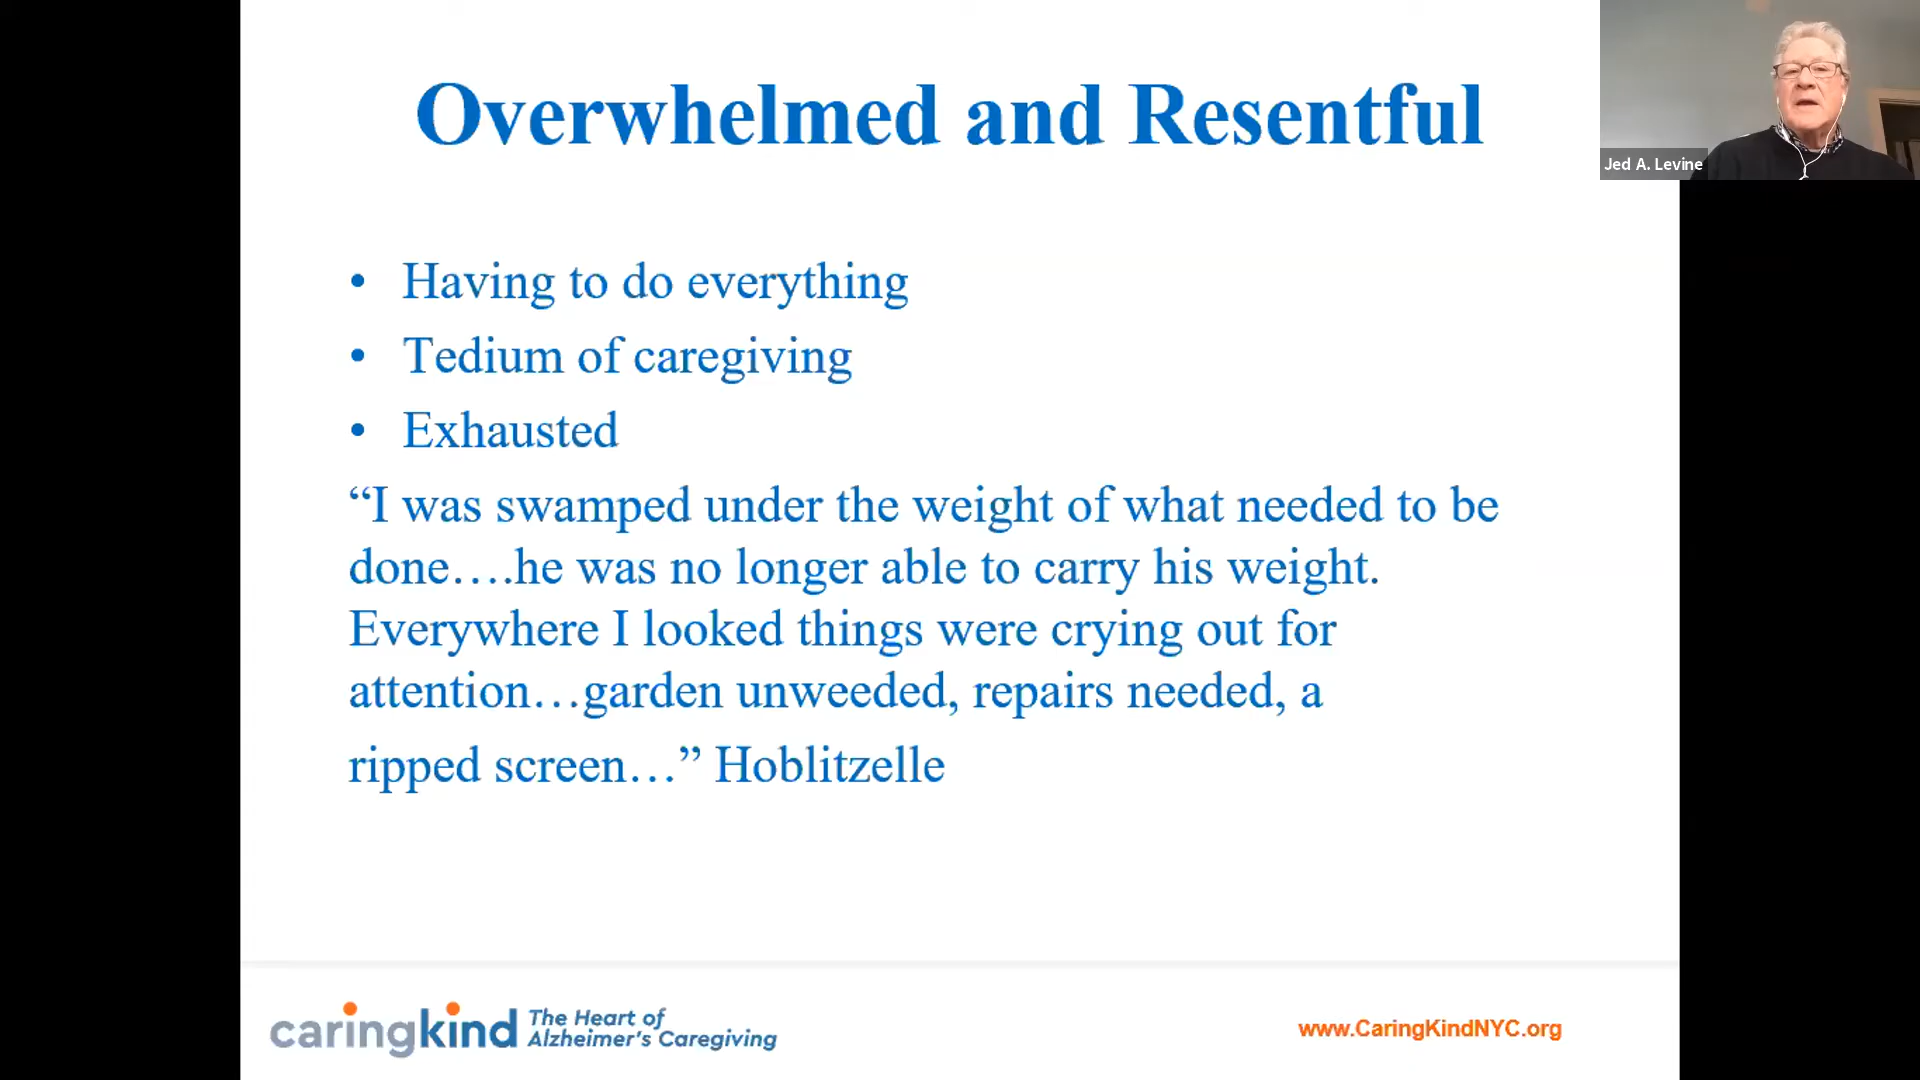 Overwhelmed and Resentful
Jed A. Levine
• Having to do everything
• Tedium of caregiving
• Exhausted
“I was swamped under the weight of what needed to be
done….he was no longer able to carry his weight.
Everywhere I looked things were crying out for
attention…garden unweeded, repairs needed, a
ripped screen…” Hoblitzelle
caringkind
The Heart of
Alzheimer's Caregiving
www.CaringKindNYC.org